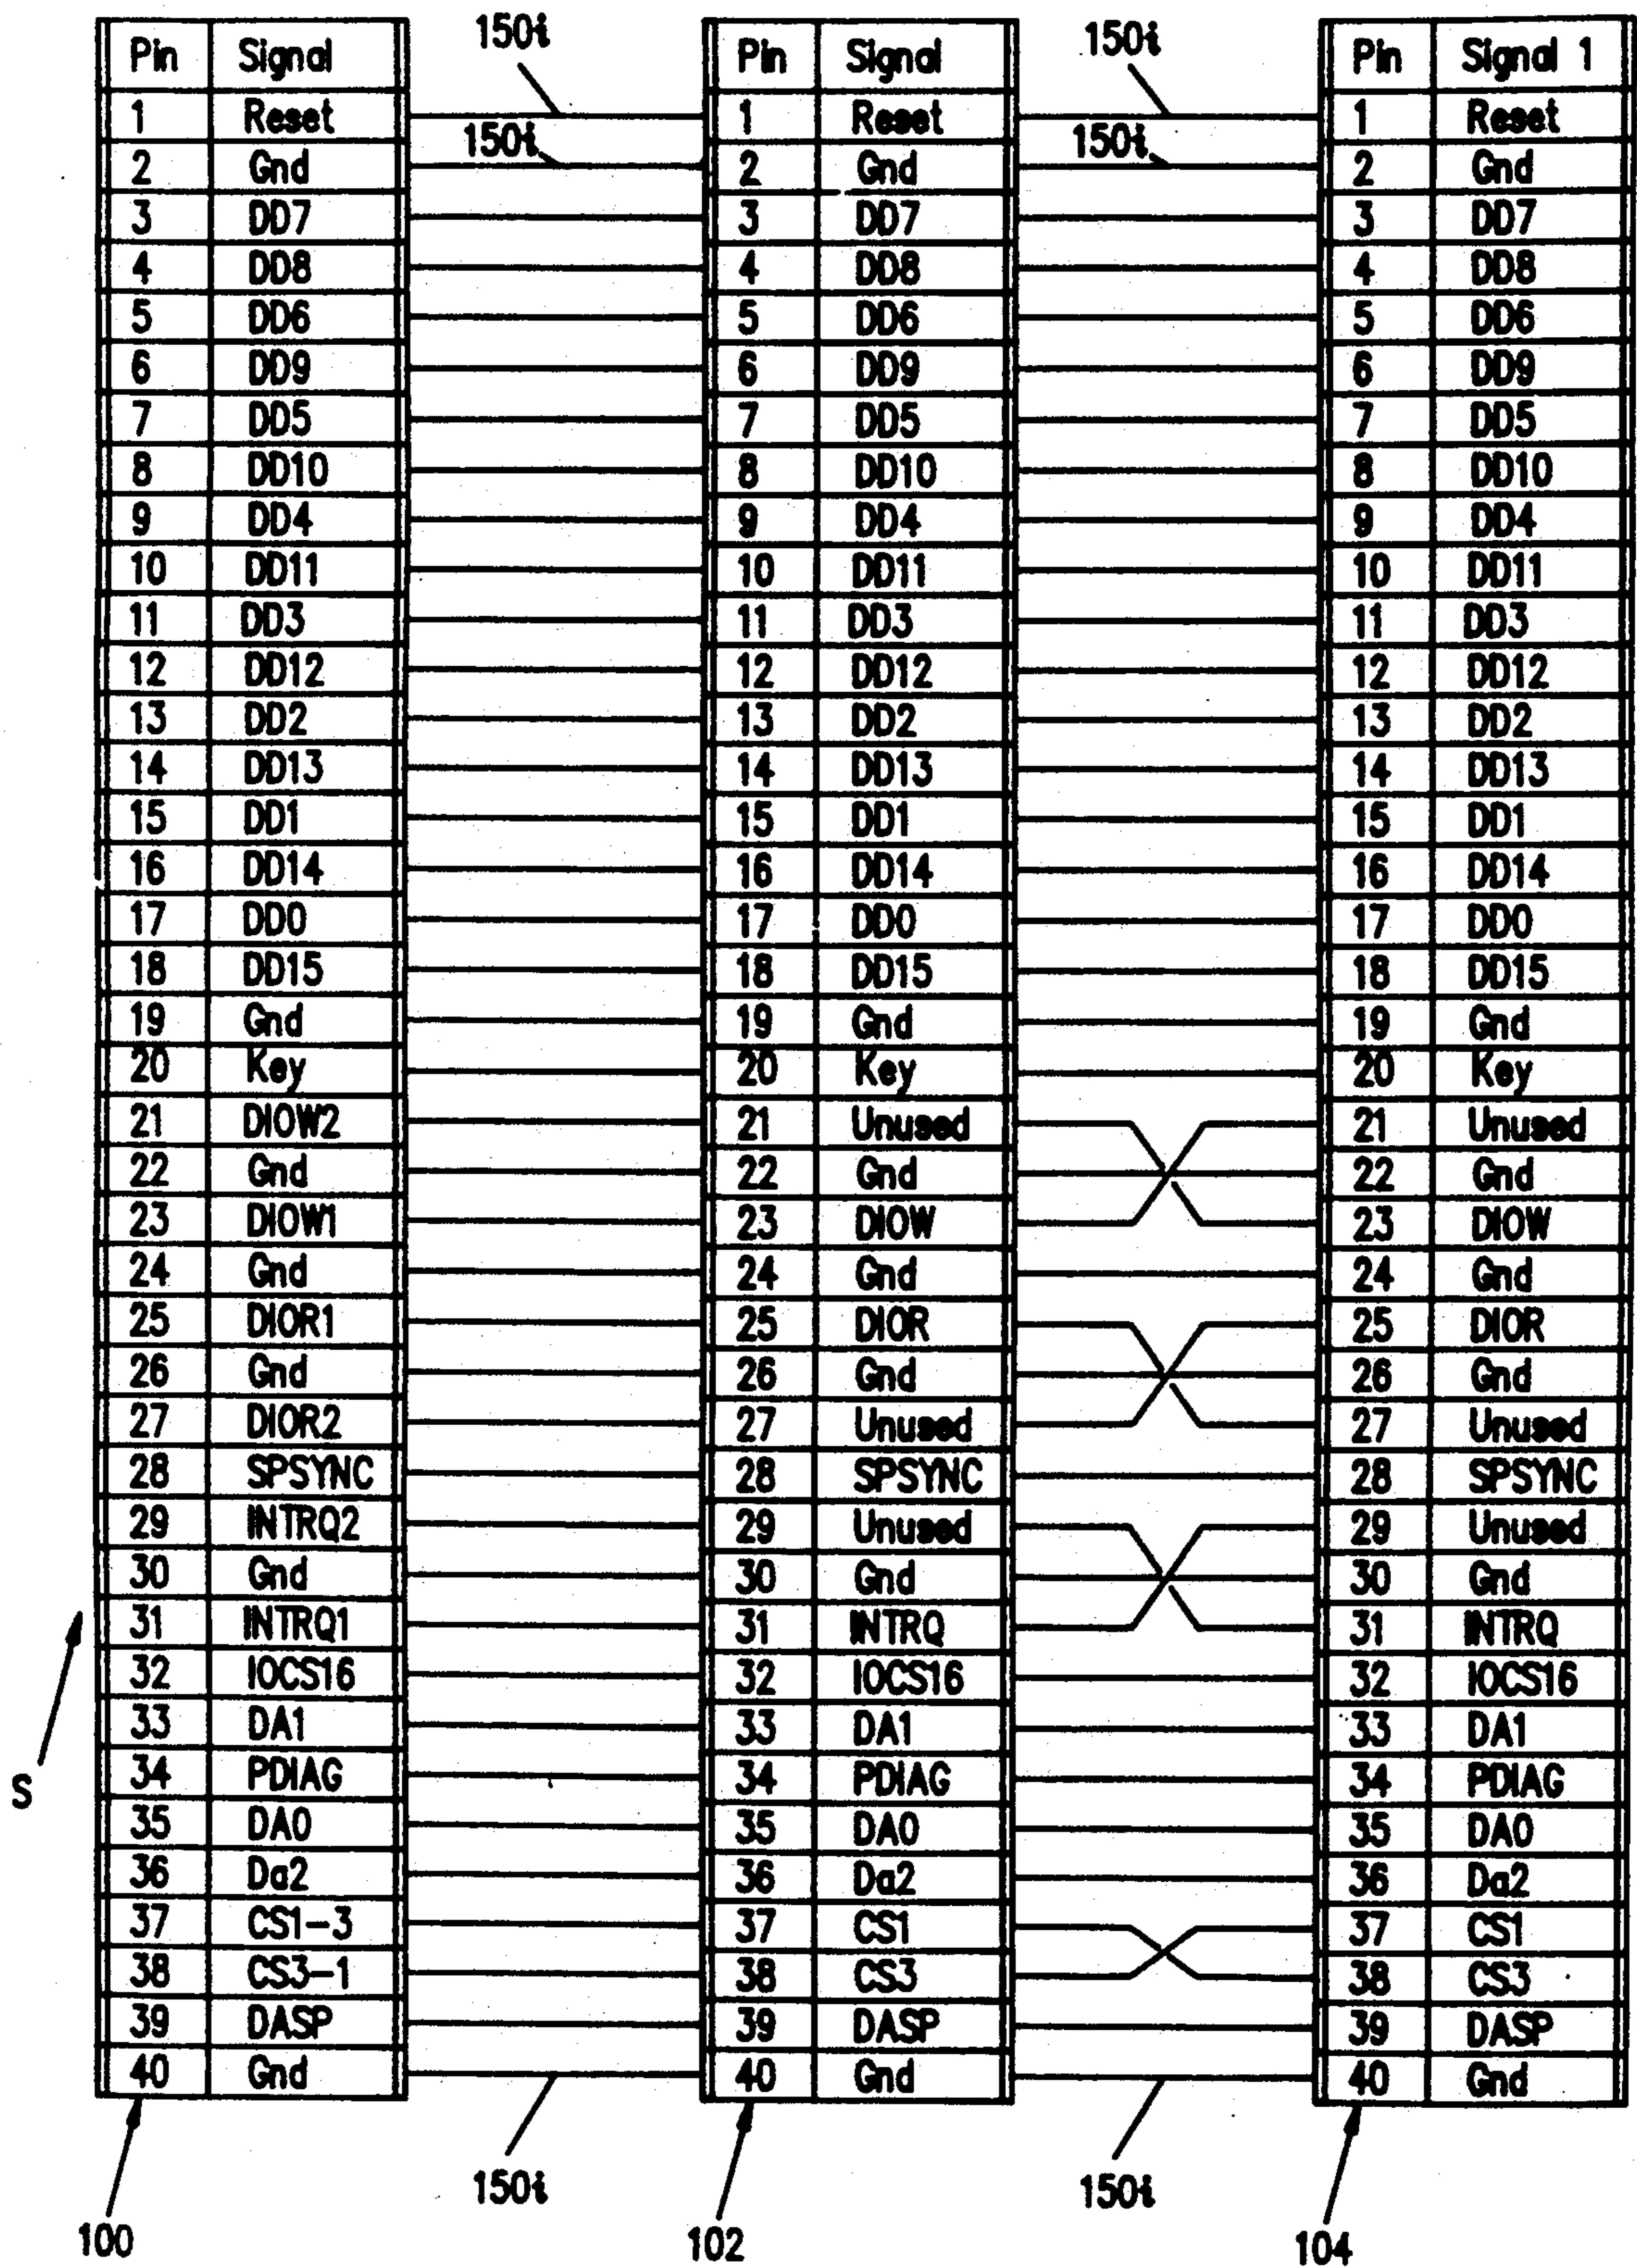 150i 150i
Pin Signal Pin Signal Pin Signal 1
1 Reset 1 Reset 1 Reset
150i 150i
2 Gnd 2 Gnd 2 Gnd
3 DD7 3 DD7 3 DD7
4 DD8 4 DD8 4 DD8
5 DD6 5 DD6 5 DD6
6 DD9 6 DD9 6 DD9
7 DD5 7 DD5 7 DD5
8 DD10 8 DD10 8 DD10
9 DD4 9 DD4 9 DD4
10 DD11 10 DD11 10 DD11
11 DD3 11 DD3 11 DD3
12 DD12 12 DD12 12 DD12
13 DD2 13 DD2 13 DD2
14 DD13 14 DD13 14 DD13
15 DD1 15 DD1 15 DD1
16 DD14 16 DD14 16 DD14
17 DD0 17 DD0 17 DD0
18 DD15 18 DD15 18 DD15
19 Gnd 19 Gnd 19 Gnd
20 Key 20 Key 20 Key
21 DIOW2 21 Unused 21 Unused
22 Gnd 22 Gnd 22 Gnd
23 DIOW1 23 DIOW 23 DIOW
24 Gnd 24 Gnd 24 Gnd
25 DIOR1 25 DIOR 25 DIOR
26 Gnd 26 Gnd 26 Gnd
27 DIOR2 27 Unused 27 Unused
28 SPSYNC 28 SPSYNC 28 SPSYNC
29 INTRQ2 29 Unused 29 Unused
30 Gnd 30 Gnd 30 Gnd
31 INTRQ1 31 INTRQ 31 INTRQ
32 IOCS16 32 IOCS16 32 IOCS16
33 DA1 33 DA1 33 DA1
34 PDIAG 34 PDIAG 34 PDIAG
S
35 DA0 35 DA0 35 DA0
36 Da2 36 Da2 36 Da2
37 CS1-3 37 CS1 37 CS1
38 CS3-1 38 CS3 38 CS3
39 DASP 39 DASP 39 DASP
40 Gnd 40 Gnd 40 Gnd
150i 150i
100 102 104